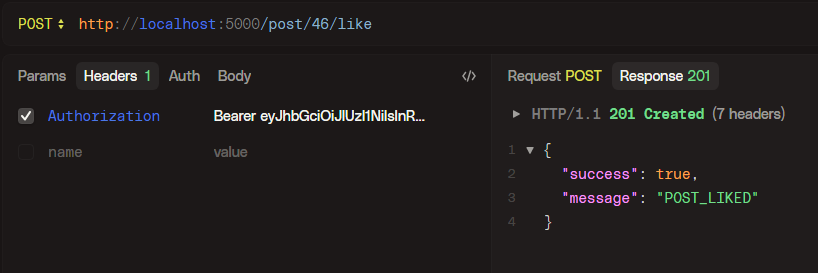 POST http://localhost:5000/post/46/like
Params Headers 1 Auth Body </>
Authorization Bearer eyJhbGciOiJIUzI1NiIsInR...
name value
Request POST Response 201
HTTP/1.1 201 Created (7 headers)
1 {
2 "success": true,
3 "message": "POST_LIKED"
4 }